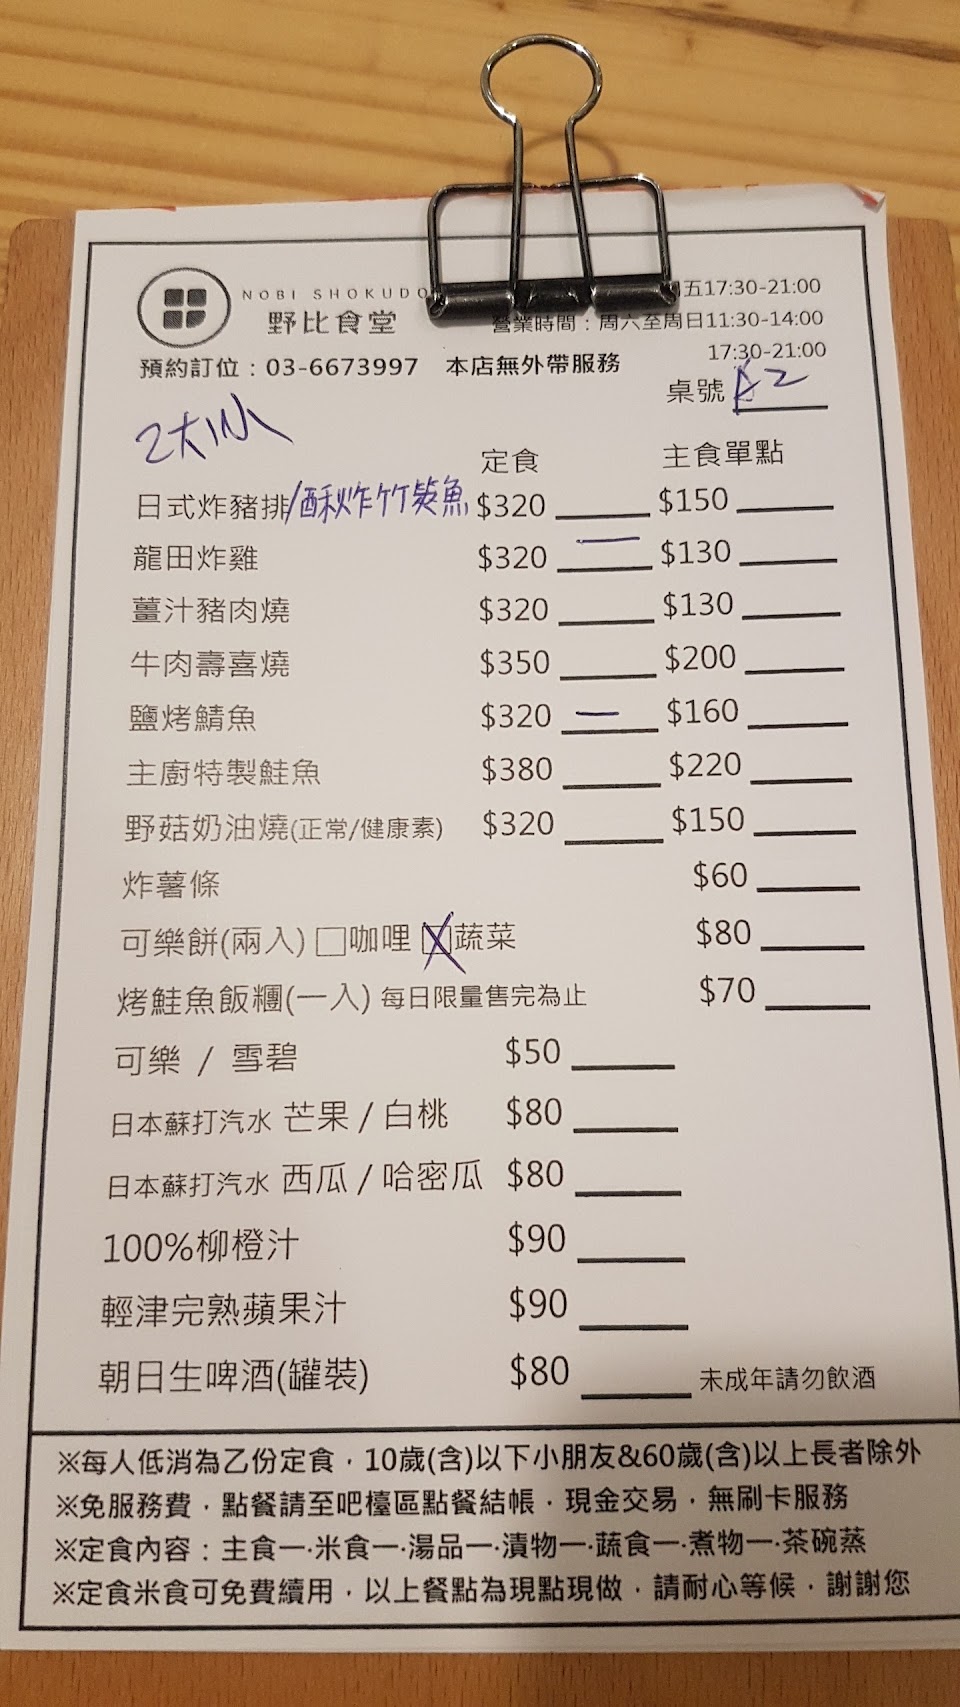 NOBI SHOKUDO
野比食堂
五17:30-21:00
營業時間：周六至周日11:30-14:00
17:30-21:00
預約訂位：03-6673997 本店無外帶服務
桌號 A2
2大1小
定食 主食單點
日式炸豬排/酥炸竹筴魚 $320 $150
龍田炸雞 $320 一 $130
薑汁豬肉燒 $320 $130
牛肉壽喜燒 $350 $200
鹽烤鯖魚 $320 一 $160
主廚特製鮭魚 $380 $220
野菇奶油燒(正常/健康素) $320 $150
炸薯條 $60
可樂餅(兩入) □咖哩 ☒蔬菜 $80
烤鮭魚飯糰(一入) 每日限量售完為止 $70
可樂 / 雪碧 $50
日本蘇打汽水 芒果 / 白桃 $80
日本蘇打汽水 西瓜 / 哈密瓜 $80
100%柳橙汁 $90
輕津完熟蘋果汁 $90
朝日生啤酒(罐裝) $80 未成年請勿飲酒
※每人低消為乙份定食，10歲(含)以下小朋友&60歲(含)以上長者除外
※免服務費，點餐請至吧檯區點餐結帳，現金交易，無刷卡服務
※定食內容：主食一·米食一·湯品一·漬物一·蔬食一·煮物一·茶碗蒸
※定食米食可免費續用，以上餐點為現點現做，請耐心等候，謝謝您